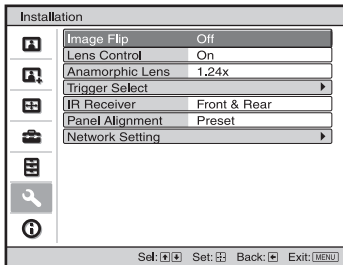 Installation
Image Flip Off
Lens Control On
Anamorphic Lens 1.24x
Trigger Select
IR Receiver Front & Rear
Panel Alignment Preset
Network Setting
Sel: Set: Back: Exit: MENU